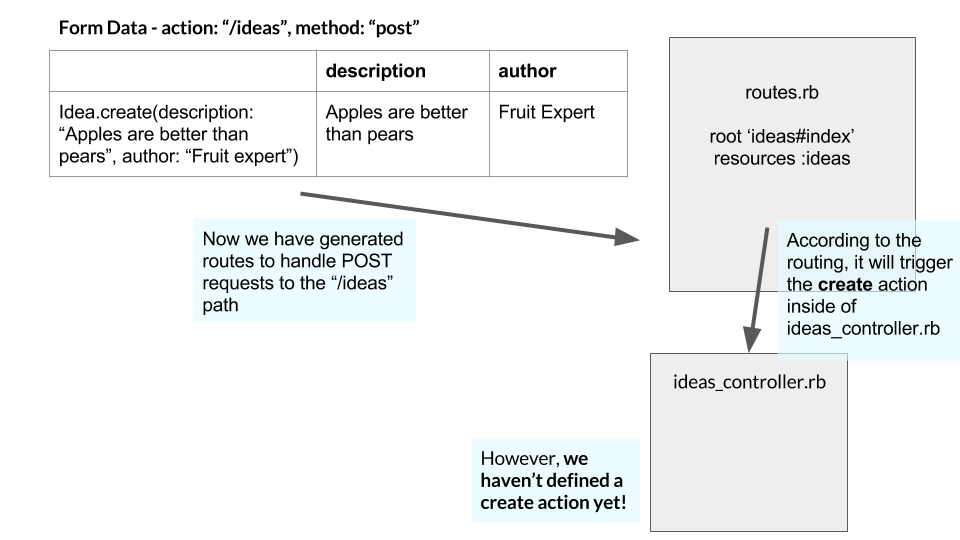 Form Data - action: “/ideas”, method: “post”
description
author
Idea.create(description:
“Apples are better than
pears”, author: “Fruit expert”)
Apples are better
than pears
Fruit Expert
routes.rb
root ‘ideas#index’
resources :ideas
Now we have generated
routes to handle POST
requests to the “/ideas”
path
According to the
routing, it will trigger
the create action
inside of
ideas_controller.rb
ideas_controller.rb
However, we
haven’t defined a
create action yet!